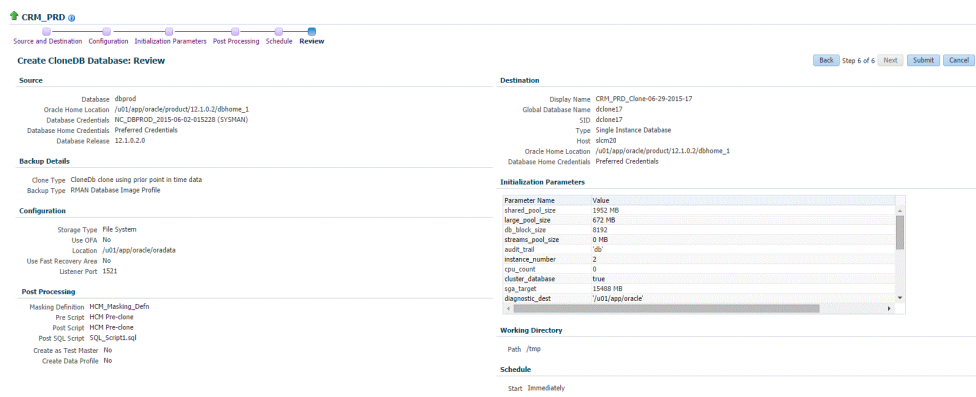 CRM_PRD
Source and Destination Configuration Initialization Parameters Post Processing Schedule Review
Create CloneDB Database: Review
Back Step 6 of 6 Next Submit Cancel
Source
Database dbprod
Oracle Home Location /u01/app/oracle/product/12.1.0.2/dbhome_1
Database Credentials NC_DBPROD_2015-06-02-015228 (SYSMAN)
Database Home Credentials Preferred Credentials
Database Release 12.1.0.2.0
Backup Details
Clone Type CloneDb clone using prior point in time data
Backup Type RMAN Database Image Profile
Configuration
Storage Type File System
Use OFA No
Location /u01/app/oracle/oradata
Use Fast Recovery Area No
Listener Port 1521
Post Processing
Masking Definition HCM_Masking_Defn
Pre Script HCM Pre-clone
Post Script HCM Pre-clone
Post SQL Script SQL_Script1.sql
Create as Test Master No
Create Data Profile No
Destination
Display Name CRM_PRD_Clone-06-29-2015-17
Global Database Name dclone17
SID dclone17
Type Single Instance Database
Host slcm20
Oracle Home Location /u01/app/oracle/product/12.1.0.2/dbhome_1
Database Home Credentials Preferred Credentials
Initialization Parameters
Parameter Name Value
shared_pool_size 1952 MB
large_pool_size 672 MB
db_block_size 8192
streams_pool_size 0 MB
audit_trail 'db'
instance_number 2
cpu_count 0
cluster_database true
sga_target 15488 MB
diagnostic_dest '/u01/app/oracle'
Working Directory
Path /tmp
Schedule
Start Immediately